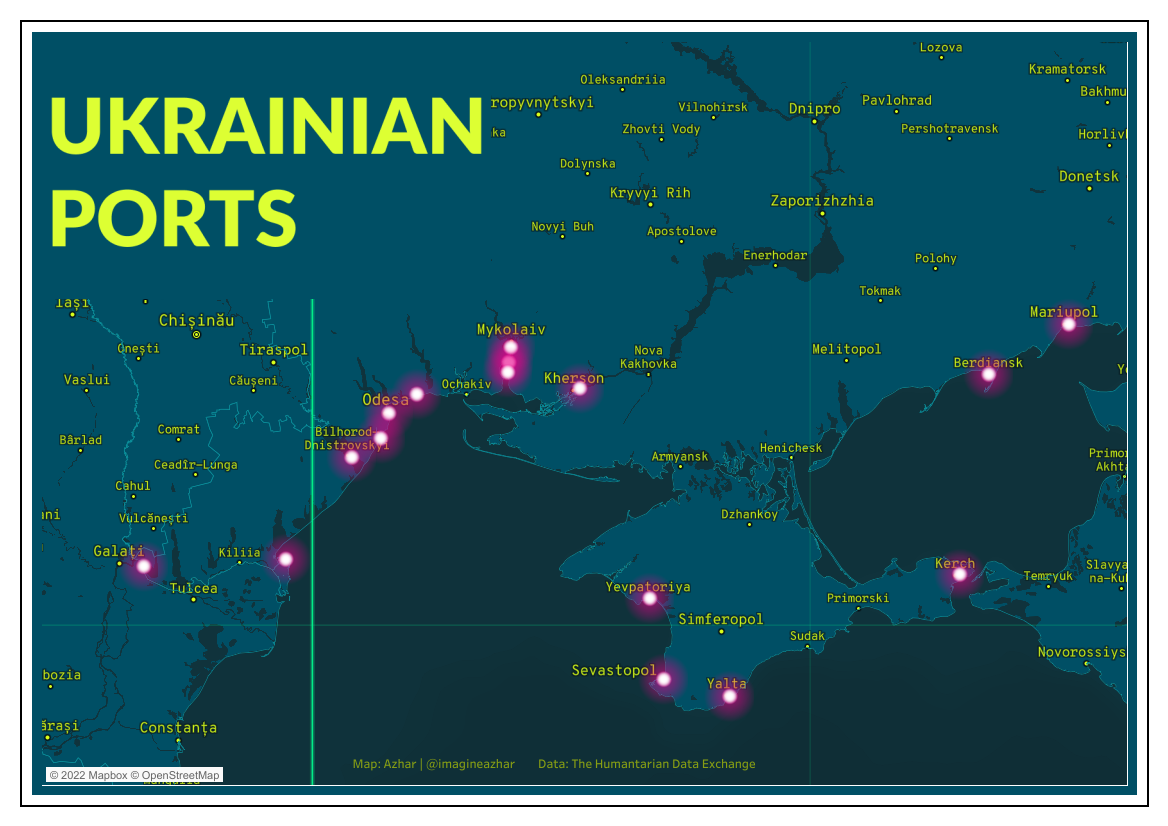 UKRAINIAN
PORTS
Lozova
Kramatorsk
Oleksandriia
Bakhmu
ropyvnytskyi
Vilnohirsk
Dnipro
Pavlohrad
ka
Zhovti Vody
Pershotravensk
Horliv
Dolynska
Donetsk
Kryvyi Rih
Zaporizhzhia
Novyi Buh
Apostolove
Enerhodar
Polohy
Tokmak
Iași
Chișinău
Mariupol
Mykolaiv
Onești
Tiraspol
Nova
Kakhovka
Melitopol
Berdiansk
Vaslui
Căușeni
Ochakiv
Kherson
Odesa
Comrat
Bilhorod-
Dnistrovskyi
Bârlad
Henichesk
Armyansk
Primor
Akhta
Ceadîr-Lunga
Cahul
Vulcănești
Dzhankoy
ni
Galați
Kiliia
Kerch
Slavya
na-Kub
Temryuk
Tulcea
Yevpatoriya
Primorski
Simferopol
Sudak
Novorossiys
Sevastopol
bozia
Yalta
ărași
Constanța
Map: Azhar | @imagineazhar
Data: The Humanitarian Data Exchange
© 2022 Mapbox © OpenStreetMap